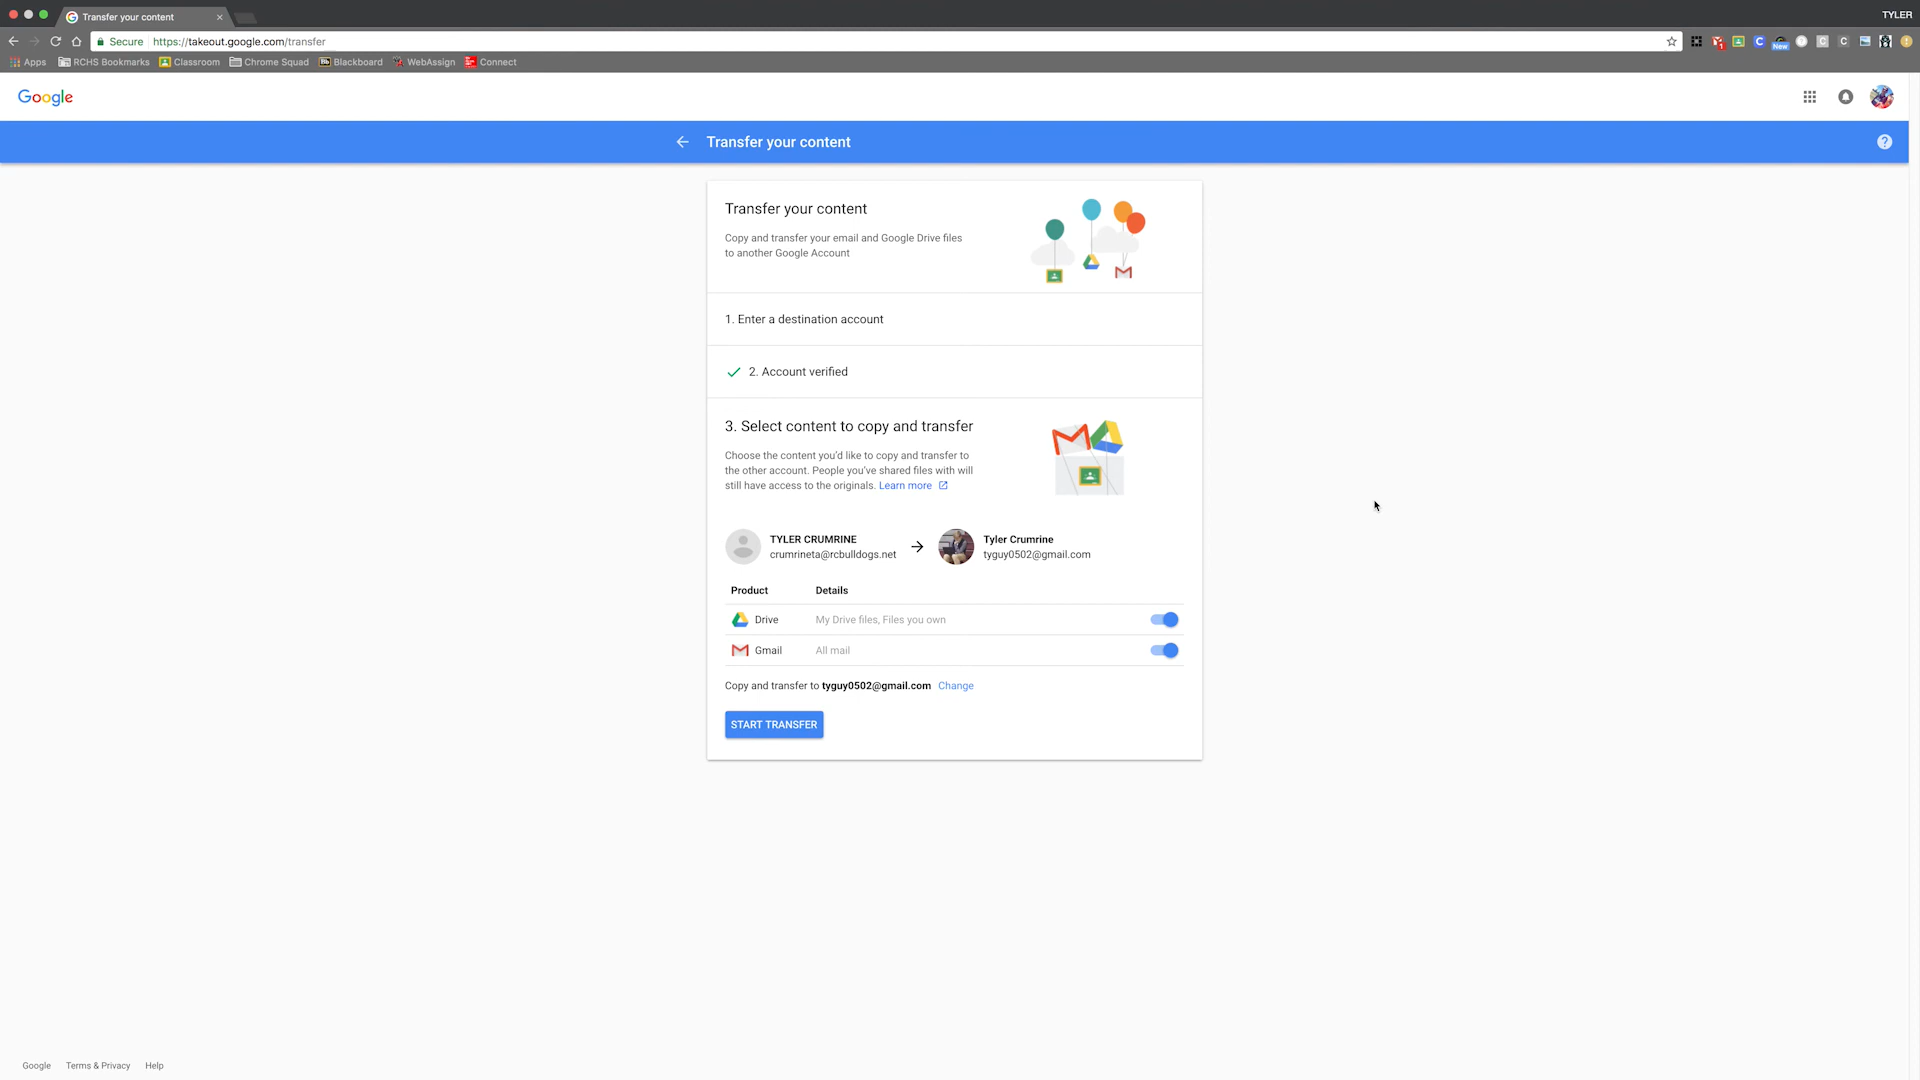 Transfer your content
TYLER
Secure https://takeout.google.com/transfer
New
Apps RCHS Bookmarks Classroom Chrome Squad Blackboard WebAssign Connect
Google
Transfer your content
Transfer your content
Copy and transfer your email and Google Drive files
to another Google Account
1. Enter a destination account
2. Account verified
3. Select content to copy and transfer
Choose the content you'd like to copy and transfer to
the other account. People you've shared files with will
still have access to the originals. Learn more
TYLER CRUMRINE
crumrineta@rcbulldogs.net
Tyler Crumrine
tyguy0502@gmail.com
Product Details
Drive My Drive files, Files you own
Gmail All mail
Copy and transfer to tyguy0502@gmail.com Change
START TRANSFER
Google Terms & Privacy Help